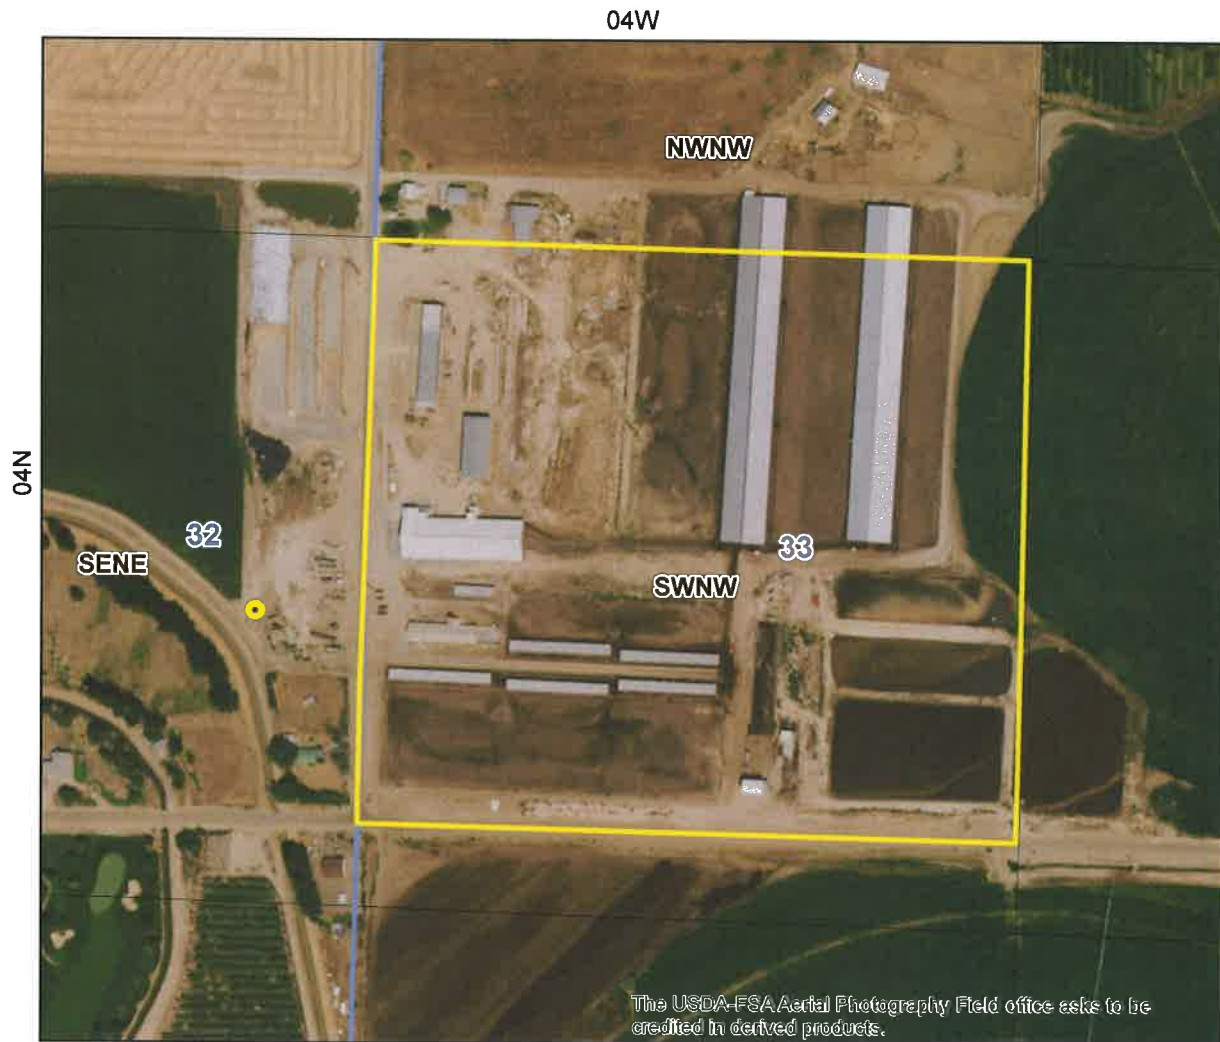 04W
NWNW
04N
32
SENE
33
SWNW
The USDA-FSA Aerial Photography Field office asks to be
credited in derived products.